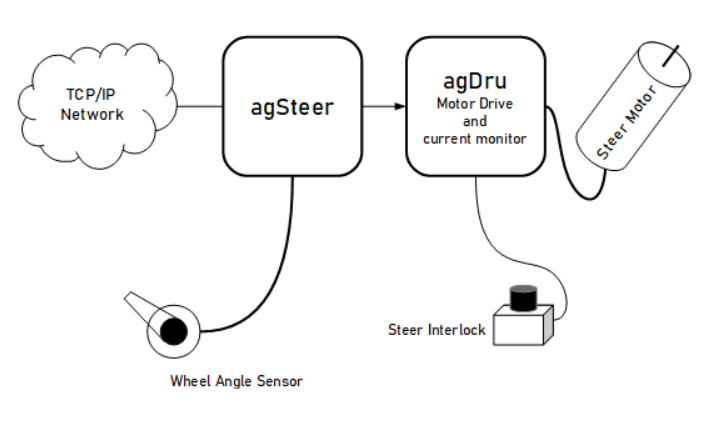 TCP/IP
Network
agSteer
agDru
Motor Drive
and
current monitor
Steer Motor
Steer Interlock
Wheel Angle Sensor